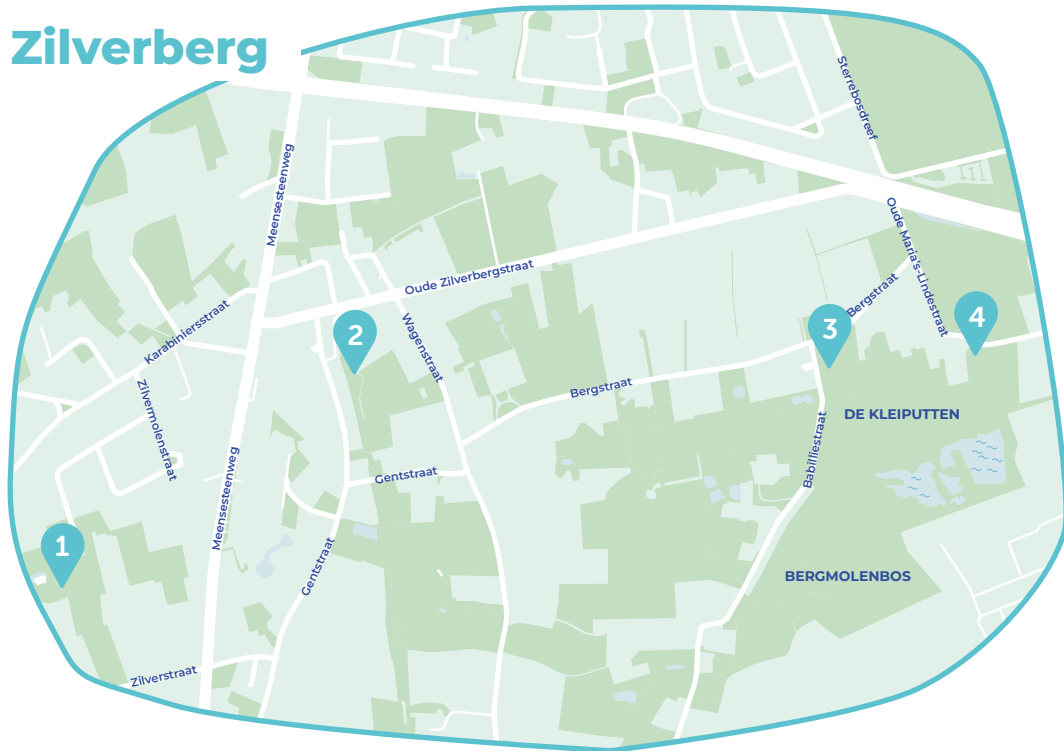 Zilverberg
Sterrebosdreef
Meensesteenweg
Oude Maria's-Lindestraat
Oude Zilverbergstraat
Bergstraat
Karabiniersstraat
Wagenstraat
1
2
3
4
Zilvermolenstraat
Bergstraat
DE KLEIPUTTEN
Babilliestraat
Gentstraat
Meensesteenweg
Gentstraat
BERGMOLENBOS
Zilverstraat